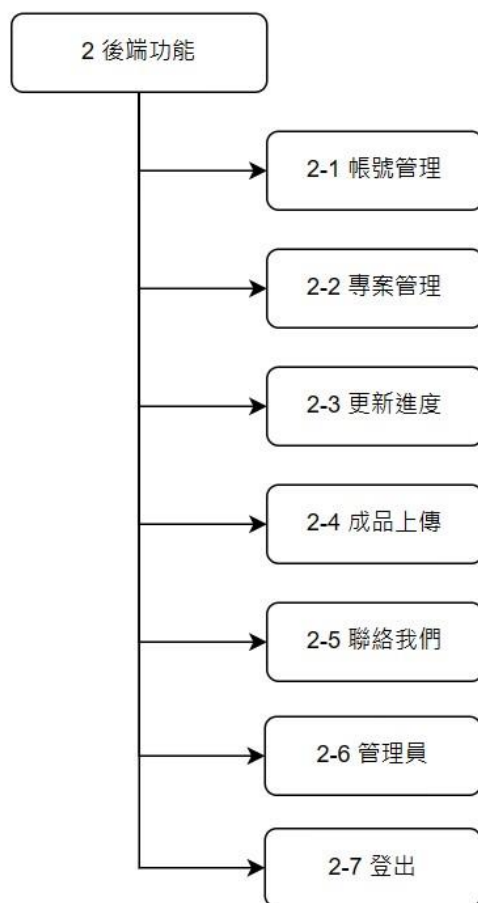 2 後端功能
2-1 帳號管理
2-2 專案管理
2-3 更新進度
2-4 成品上傳
2-5 聯絡我們
2-6 管理員
2-7 登出